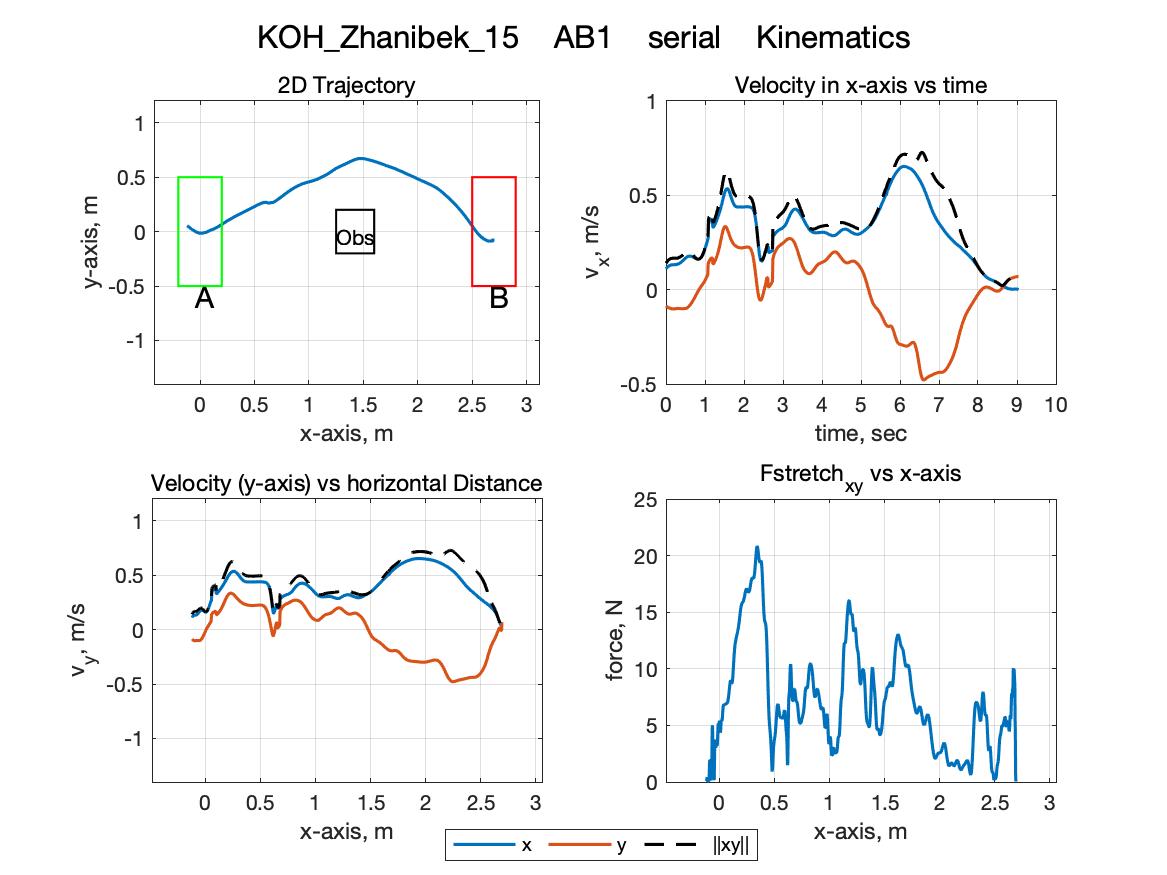 KOH_Zhanibek_15 AB1 serial Kinematics
2D Trajectory
1
0.5
0
-0.5
-1
y-axis, m
Obs
A
B
0 0.5 1 1.5 2 2.5 3
x-axis, m
Velocity in x-axis vs time
1
0.5
0
-0.5
v_x, m/s
0 1 2 3 4 5 6 7 8 9 10
time, sec
Velocity (y-axis) vs horizontal Distance
1
0.5
0
-0.5
-1
v_y, m/s
0 0.5 1 1.5 2 2.5 3
x-axis, m
Fstretch_xy vs x-axis
25
20
15
10
5
0
force, N
0 0.5 1 1.5 2 2.5 3
x-axis, m
x y ||xy||